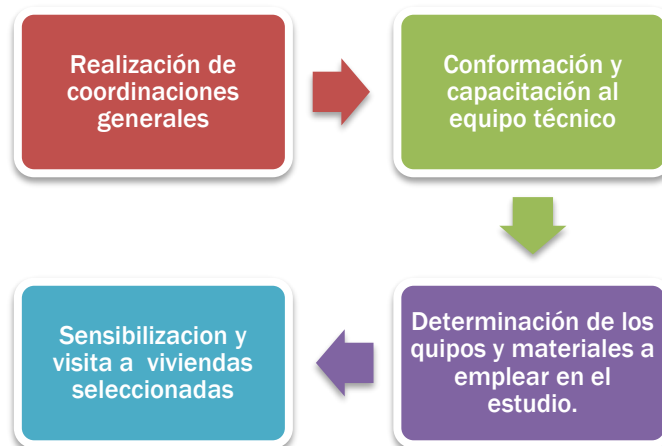 Realización de
coordinaciones
generales
Conformación y
capacitación al
equipo técnico
Determinación de los
quipos y materiales a
emplear en el
estudio.
Sensibilizacion y
visita a viviendas
seleccionadas